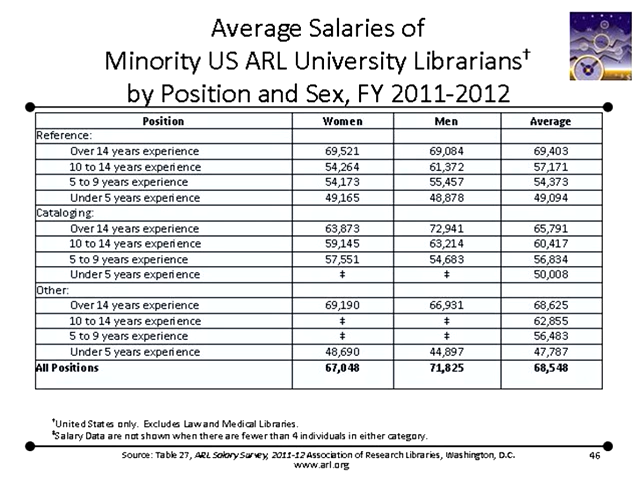 Average Salaries of
Minority US ARL University Librarians†
by Position and Sex, FY 2011-2012
Position Women Men Average
Reference:
Over 14 years experience 69,521 69,084 69,403
10 to 14 years experience 54,264 61,372 57,171
5 to 9 years experience 54,173 55,457 54,373
Under 5 years experience 49,165 48,878 49,094
Cataloging:
Over 14 years experience 63,873 72,941 65,791
10 to 14 years experience 59,145 63,214 60,417
5 to 9 years experience 57,551 54,683 56,834
Under 5 years experience ‡ ‡ 50,008
Other:
Over 14 years experience 69,190 66,931 68,625
10 to 14 years experience ‡ ‡ 62,855
5 to 9 years experience ‡ ‡ 56,483
Under 5 years experience 48,690 44,897 47,787
All Positions 67,048 71,825 68,548
†United States only. Excludes Law and Medical Libraries.
‡Salary Data are not shown when there are fewer than 4 individuals in either category.
Source: Table 27, ARL Salary Survey, 2011-12 Association of Research Libraries, Washington, D.C.
www.arl.org
46